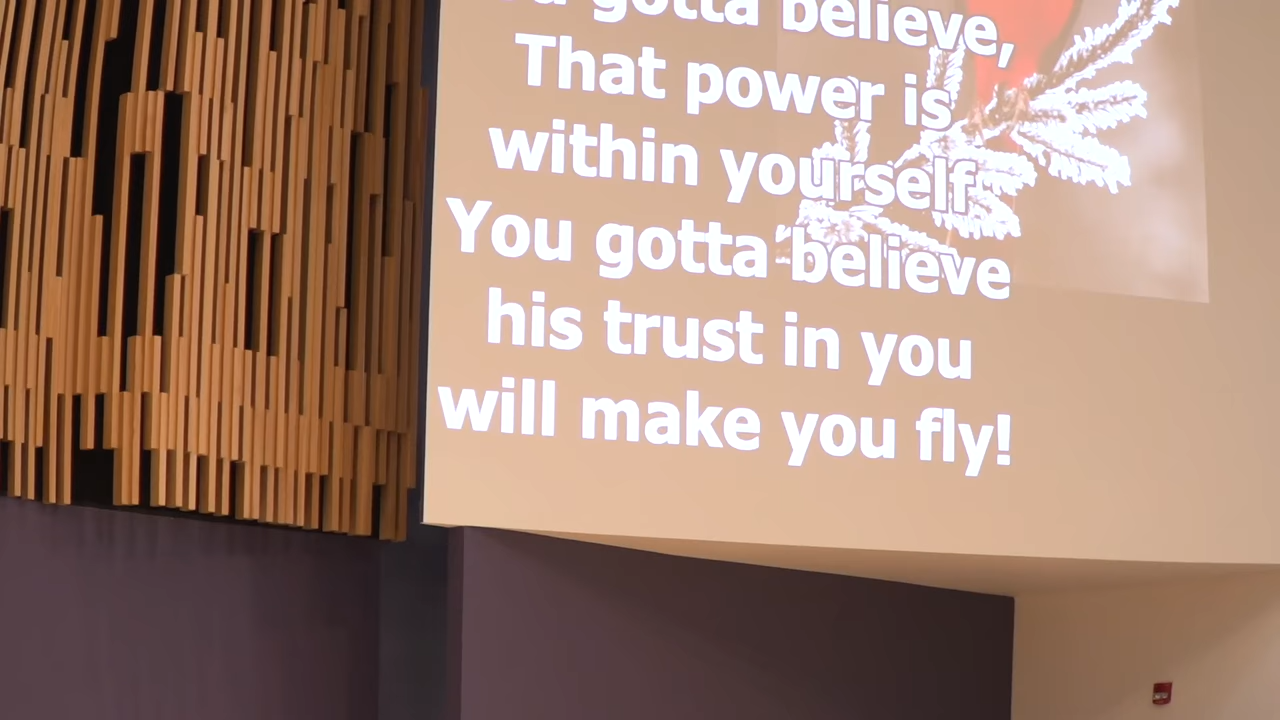 gotta believe,
That power is
within yourself
You gotta believe
his trust in you
will make you fly!